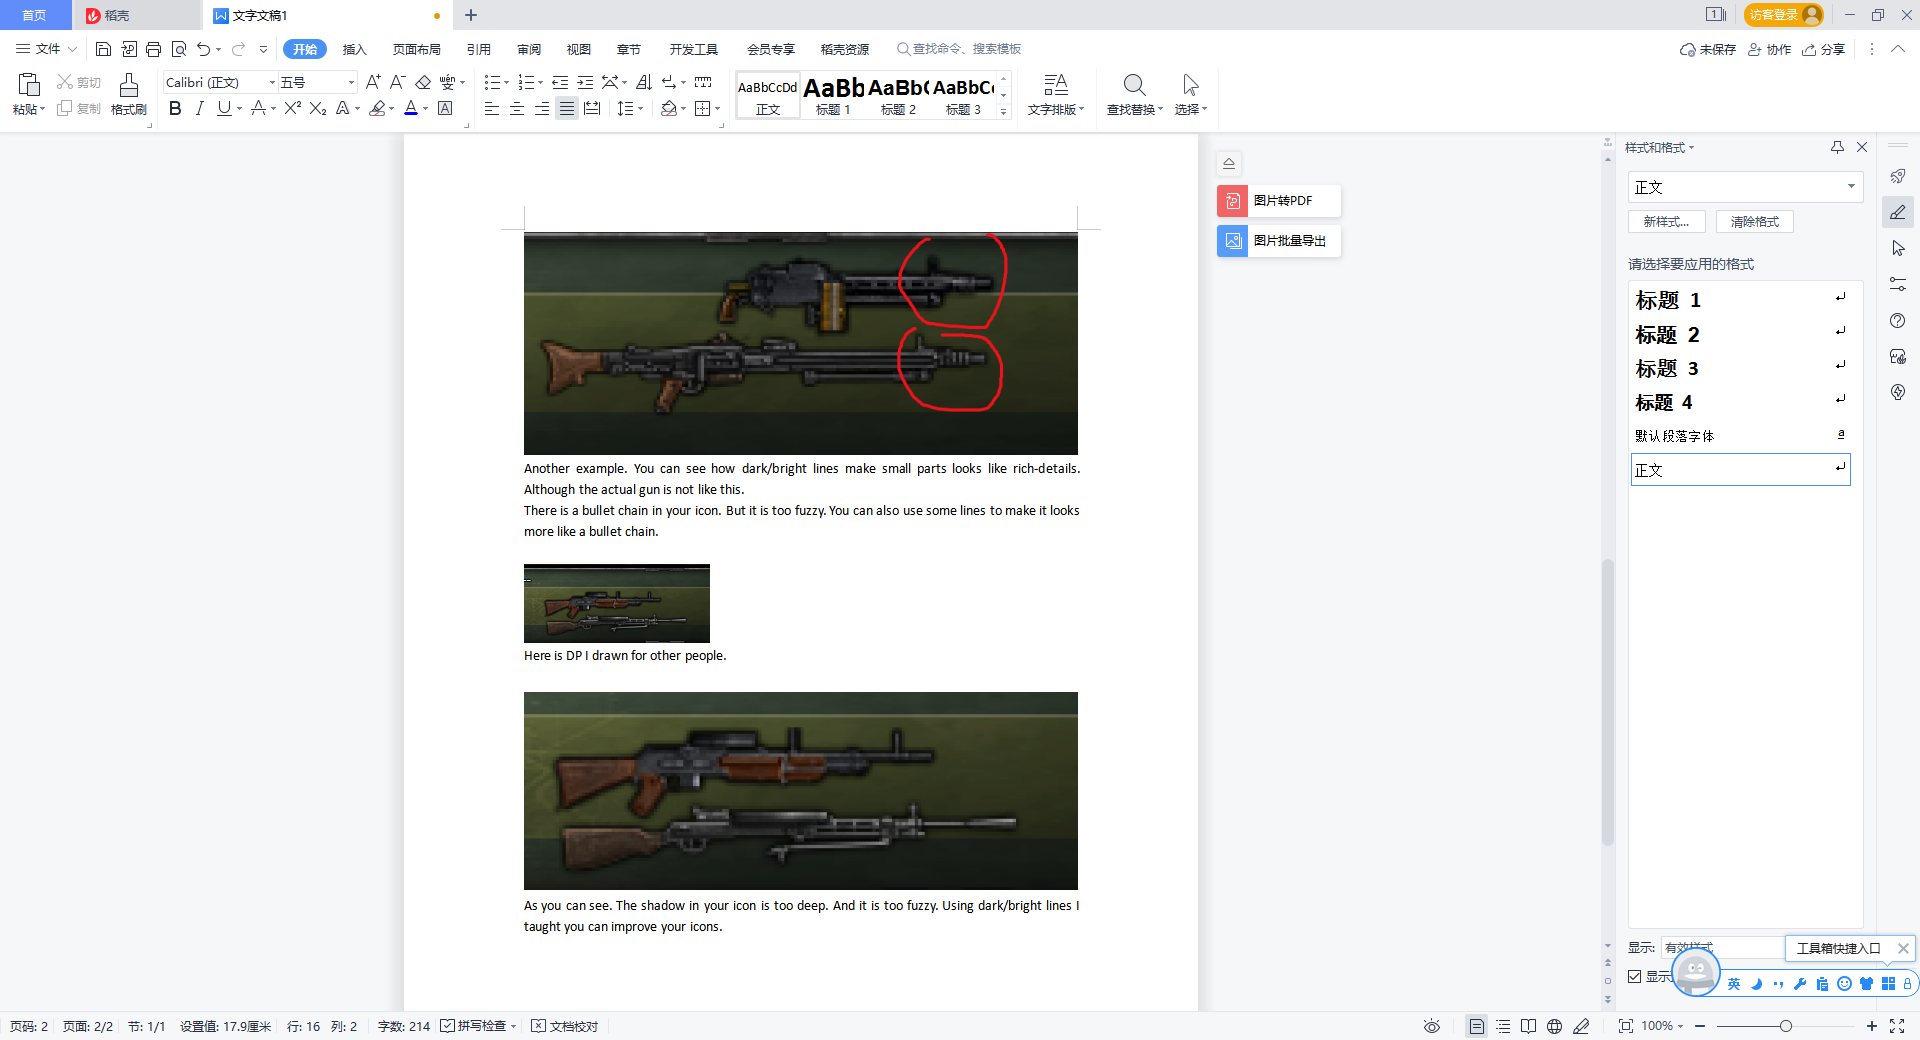 首页
稻壳
文字文稿1
1
访客登录
文件
开始
插入
页面布局
引用
审阅
视图
章节
开发工具
会员专享
稻壳资源
查找命令、搜索模板
未保存
协作
分享
粘贴
剪切
复制
格式刷
Calibri (正文)
五号
AaBbCcDd
正文
AaBb
标题 1
AaBb(
标题 2
AaBbC(
标题 3
文字排版
查找替换
选择
图片转PDF
图片批量导出
Another example. You can see how dark/bright lines make small parts looks like rich-details.
Although the actual gun is not like this.
There is a bullet chain in your icon. But it is too fuzzy. You can also use some lines to make it looks
more like a bullet chain.
Here is DP I drawn for other people.
As you can see. The shadow in your icon is too deep. And it is too fuzzy. Using dark/bright lines I
taught you can improve your icons.
样式和格式
正文
新样式...
清除格式
请选择要应用的格式
标题 1
标题 2
标题 3
标题 4
默认段落字体
a
正文
显示:
有效样式
显示
工具箱快捷入口
英
页码: 2
页面: 2/2
节: 1/1
设置值: 17.9厘米
行: 16
列: 2
字数: 214
拼写检查
文档校对
100%